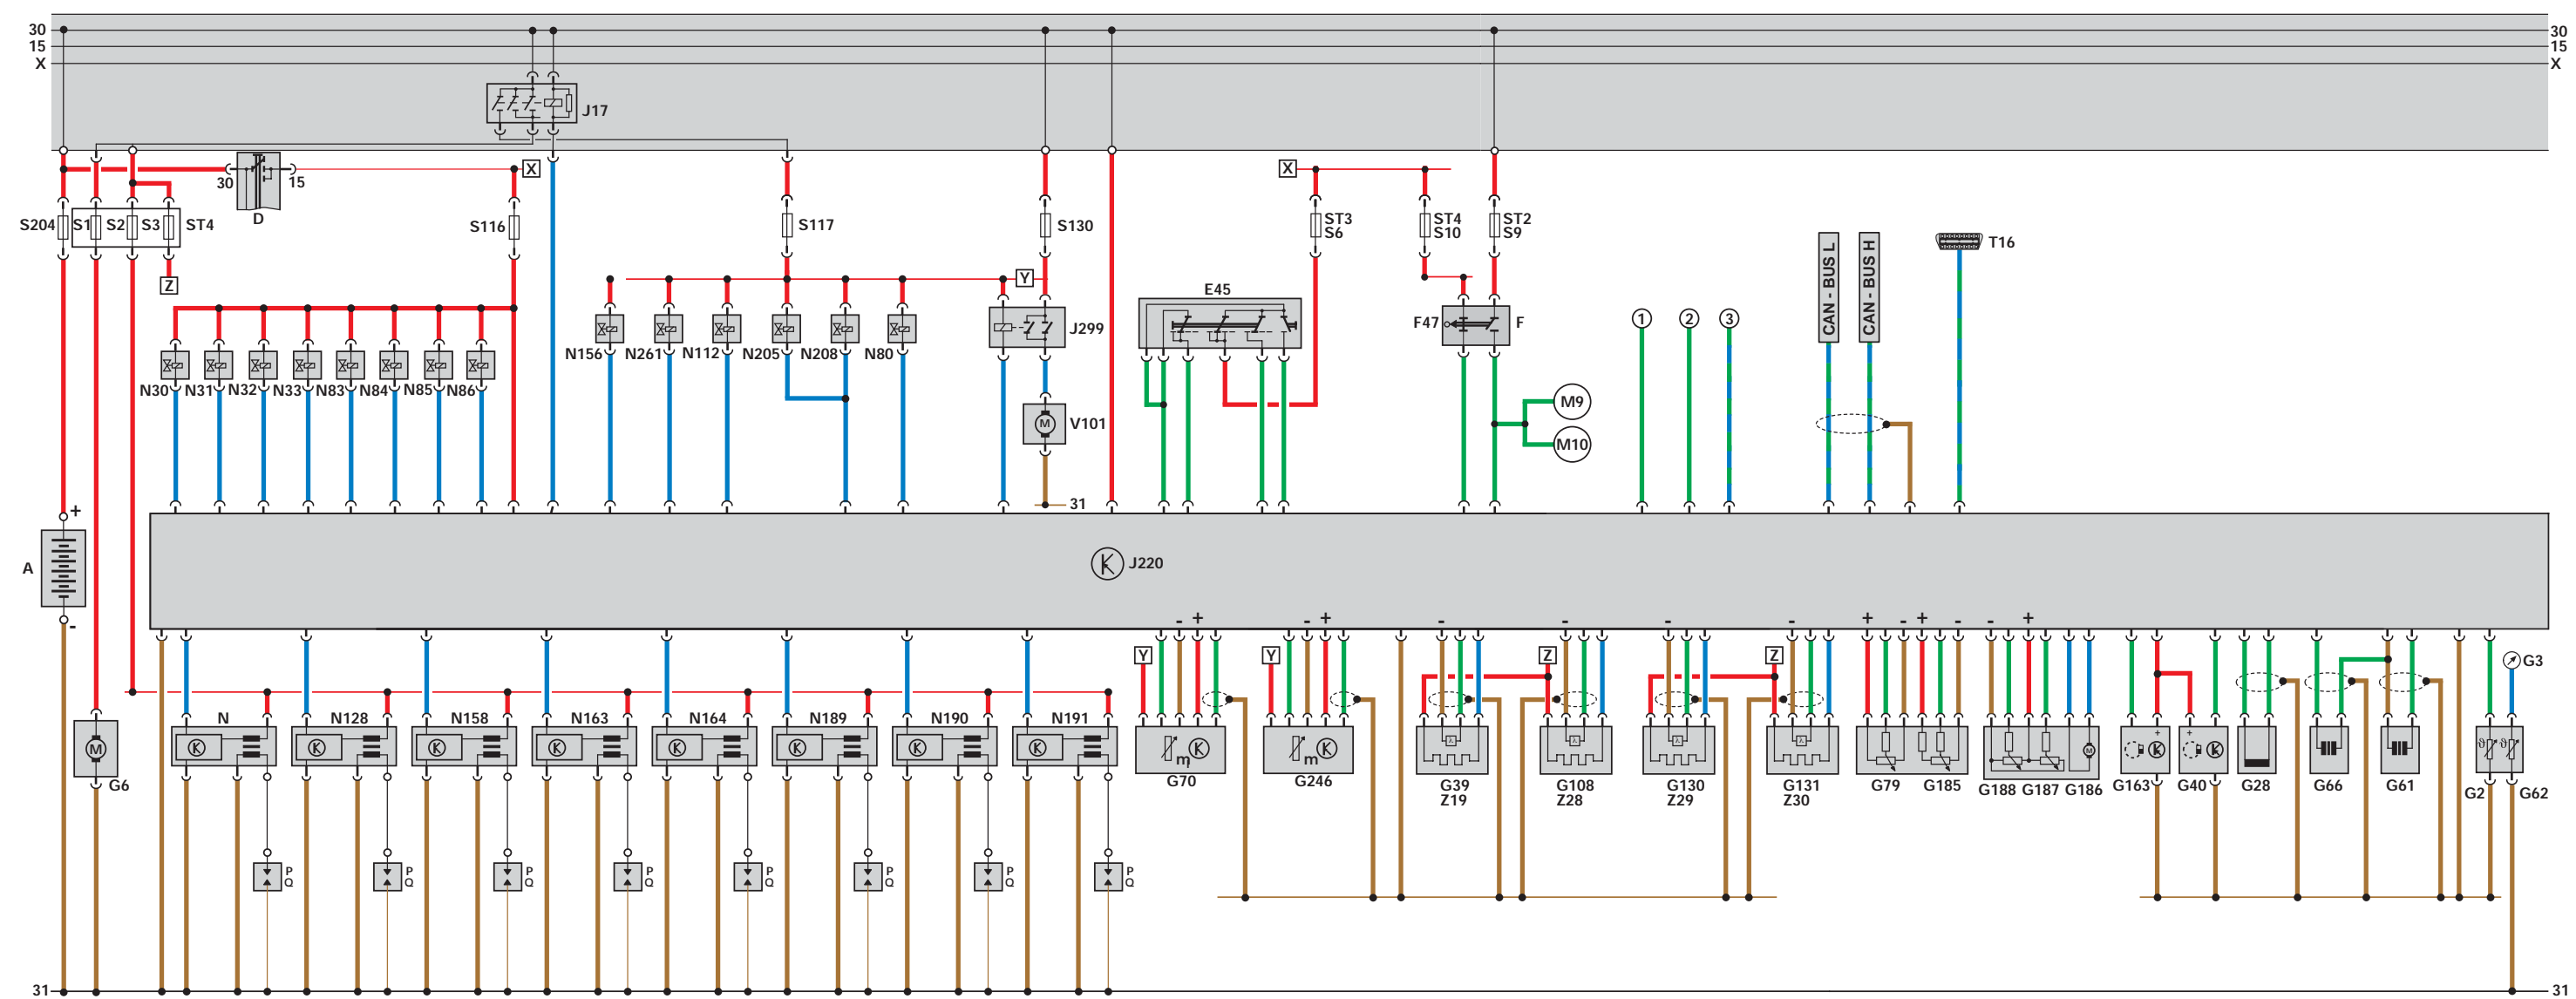 30
15
X
30
15
X
J17
30
15
D
X
S204
S1
S2
S3
ST4
Z
S116
S117
S130
Y
X
ST3
S6
ST4
S10
ST2
S9
E45
F47
F
J299
V101
M
31
M9
M10
1
2
3
CAN - BUS L
CAN - BUS H
T16
N30
N31
N32
N33
N83
N84
N85
N86
N156
N261
N112
N205
N208
N80
A
+
-
K
J220
- +
- +
-
-
-
-
+ - + -
- +
Y
Y
Z
Z
G3
M
G6
N
N128
N158
N163
N164
N189
N190
N191
K
K
K
K
K
K
K
K
P
Q
P
Q
P
Q
P
Q
P
Q
P
Q
P
Q
P
Q
m
K
G70
m
K
G246
λ
G39
Z19
λ
G108
Z28
λ
G130
Z29
λ
G131
Z30
G79
G185
M
G188
G187
G186
+
K
G163
+
K
G40
G28
G66
G61
ϑ
ϑ
G2
G62
31
31